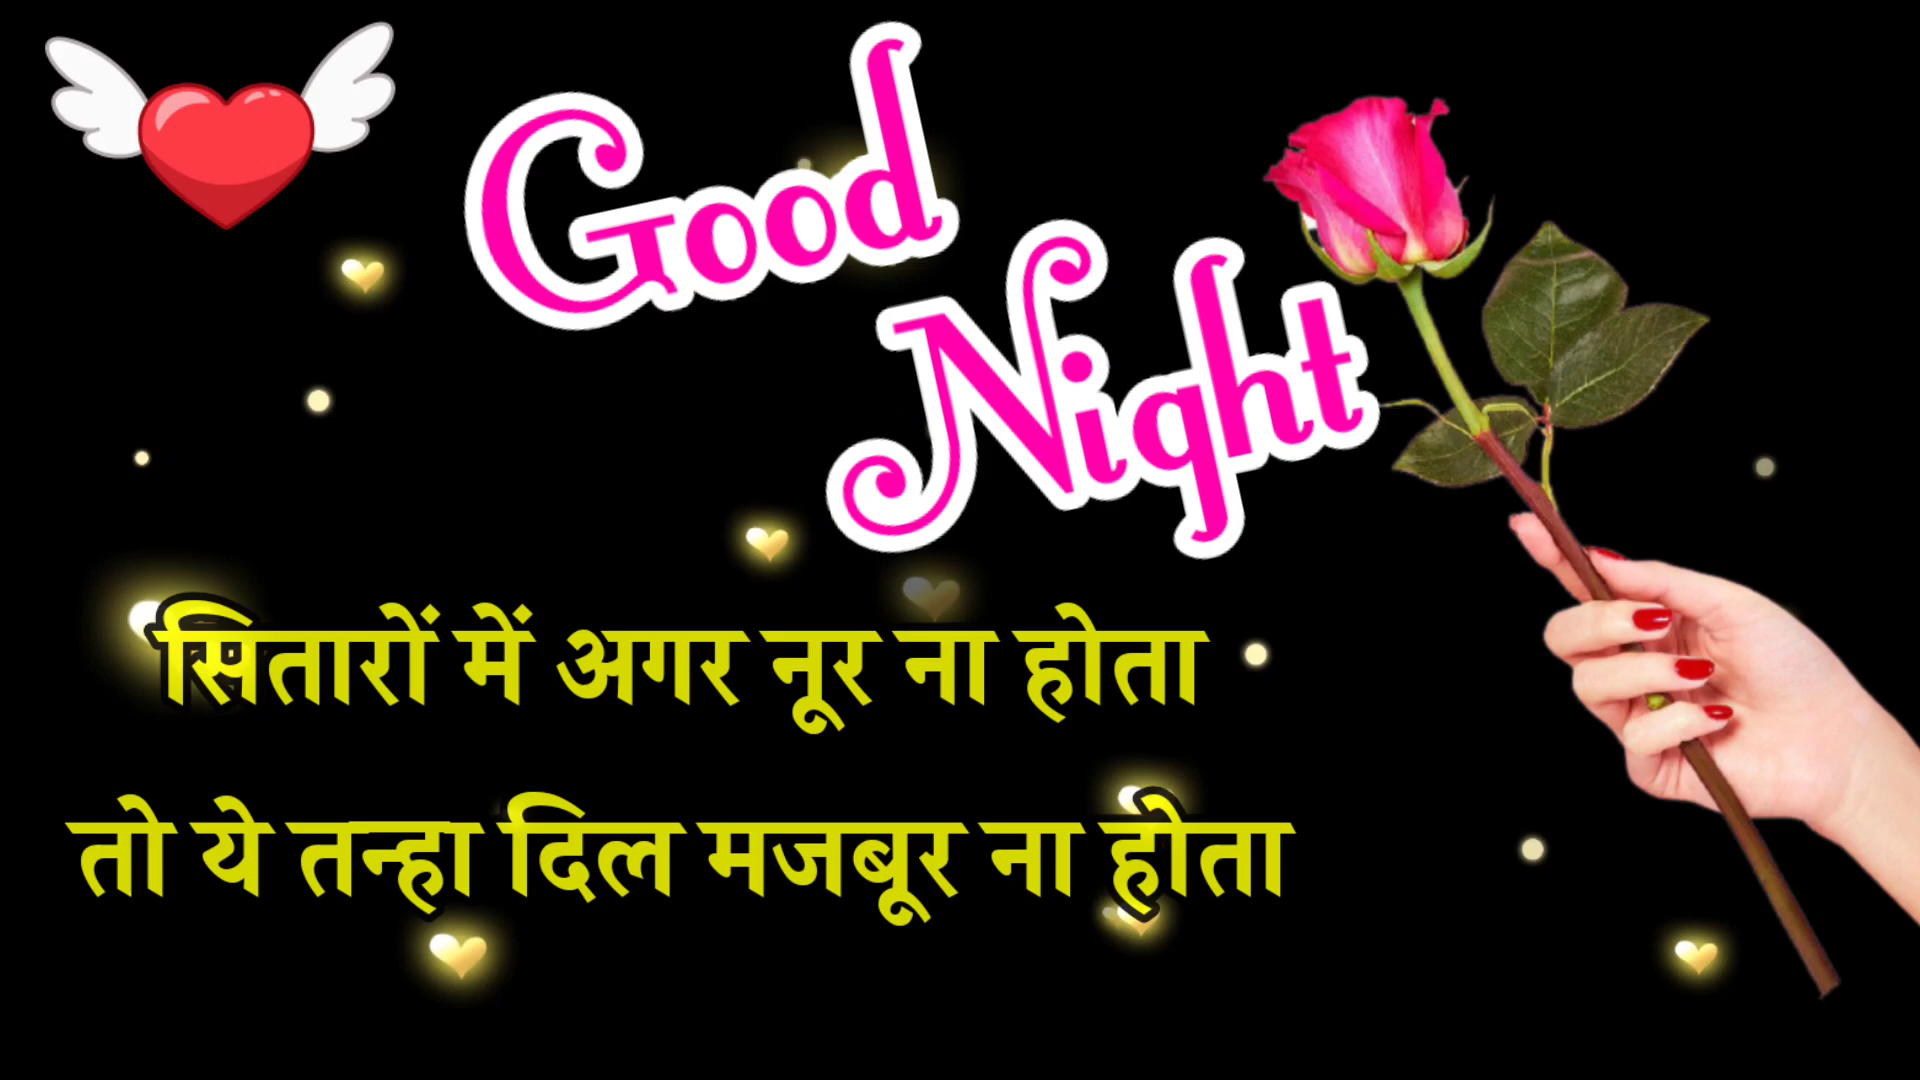 Good
Night
सितारों में अगर नूर ना होता
तो ये तन्हा दिल मजबूर ना होता